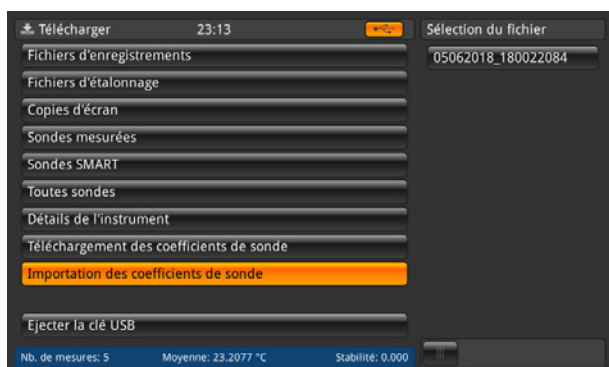 Télécharger 23:13
Sélection du fichier
Fichiers d'enregistrements
05062018_180022084
Fichiers d'étalonnage
Copies d'écran
Sondes mesurées
Sondes SMART
Toutes sondes
Détails de l'instrument
Téléchargement des coefficients de sonde
Importation des coefficients de sonde
Ejecter la clé USB
Nb. de mesures: 5 Moyenne: 23.2077 °C Stabilité: 0.000